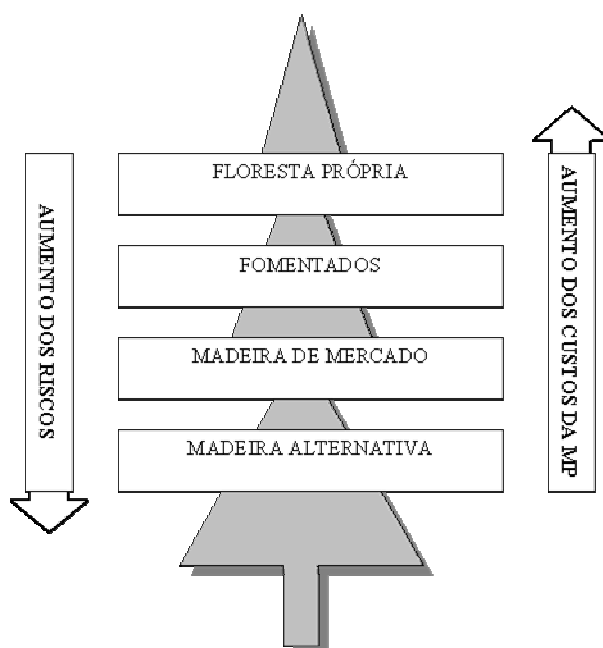 FLORESTA PRÓPRIA
FOMENTADOS
MADEIRA DE MERCADO
MADEIRA ALTERNATIVA
AUMENTO DOS RISCOS
AUMENTO DOS CUSTOS DA MP